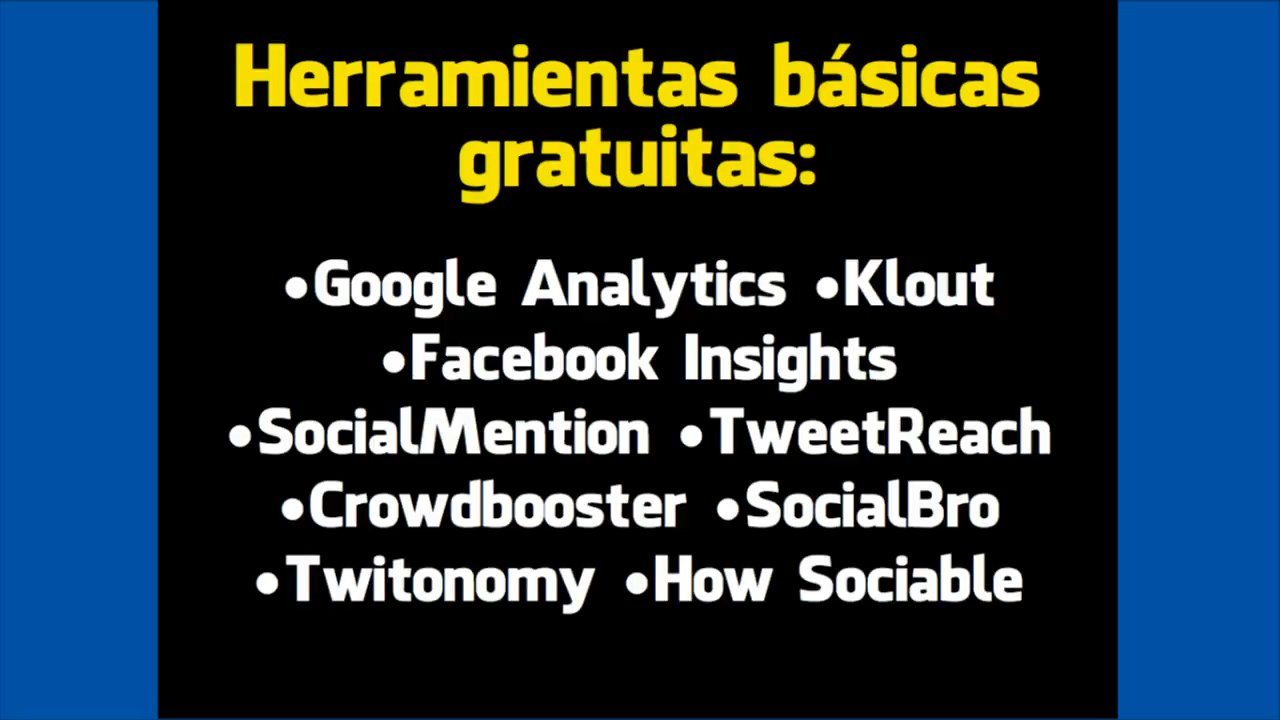 Herramientas básicas
gratuitas:
•Google Analytics •Klout
•Facebook Insights
•SocialMention •TweetReach
•Crowdbooster •SocialBro
•Twitonomy •How Sociable